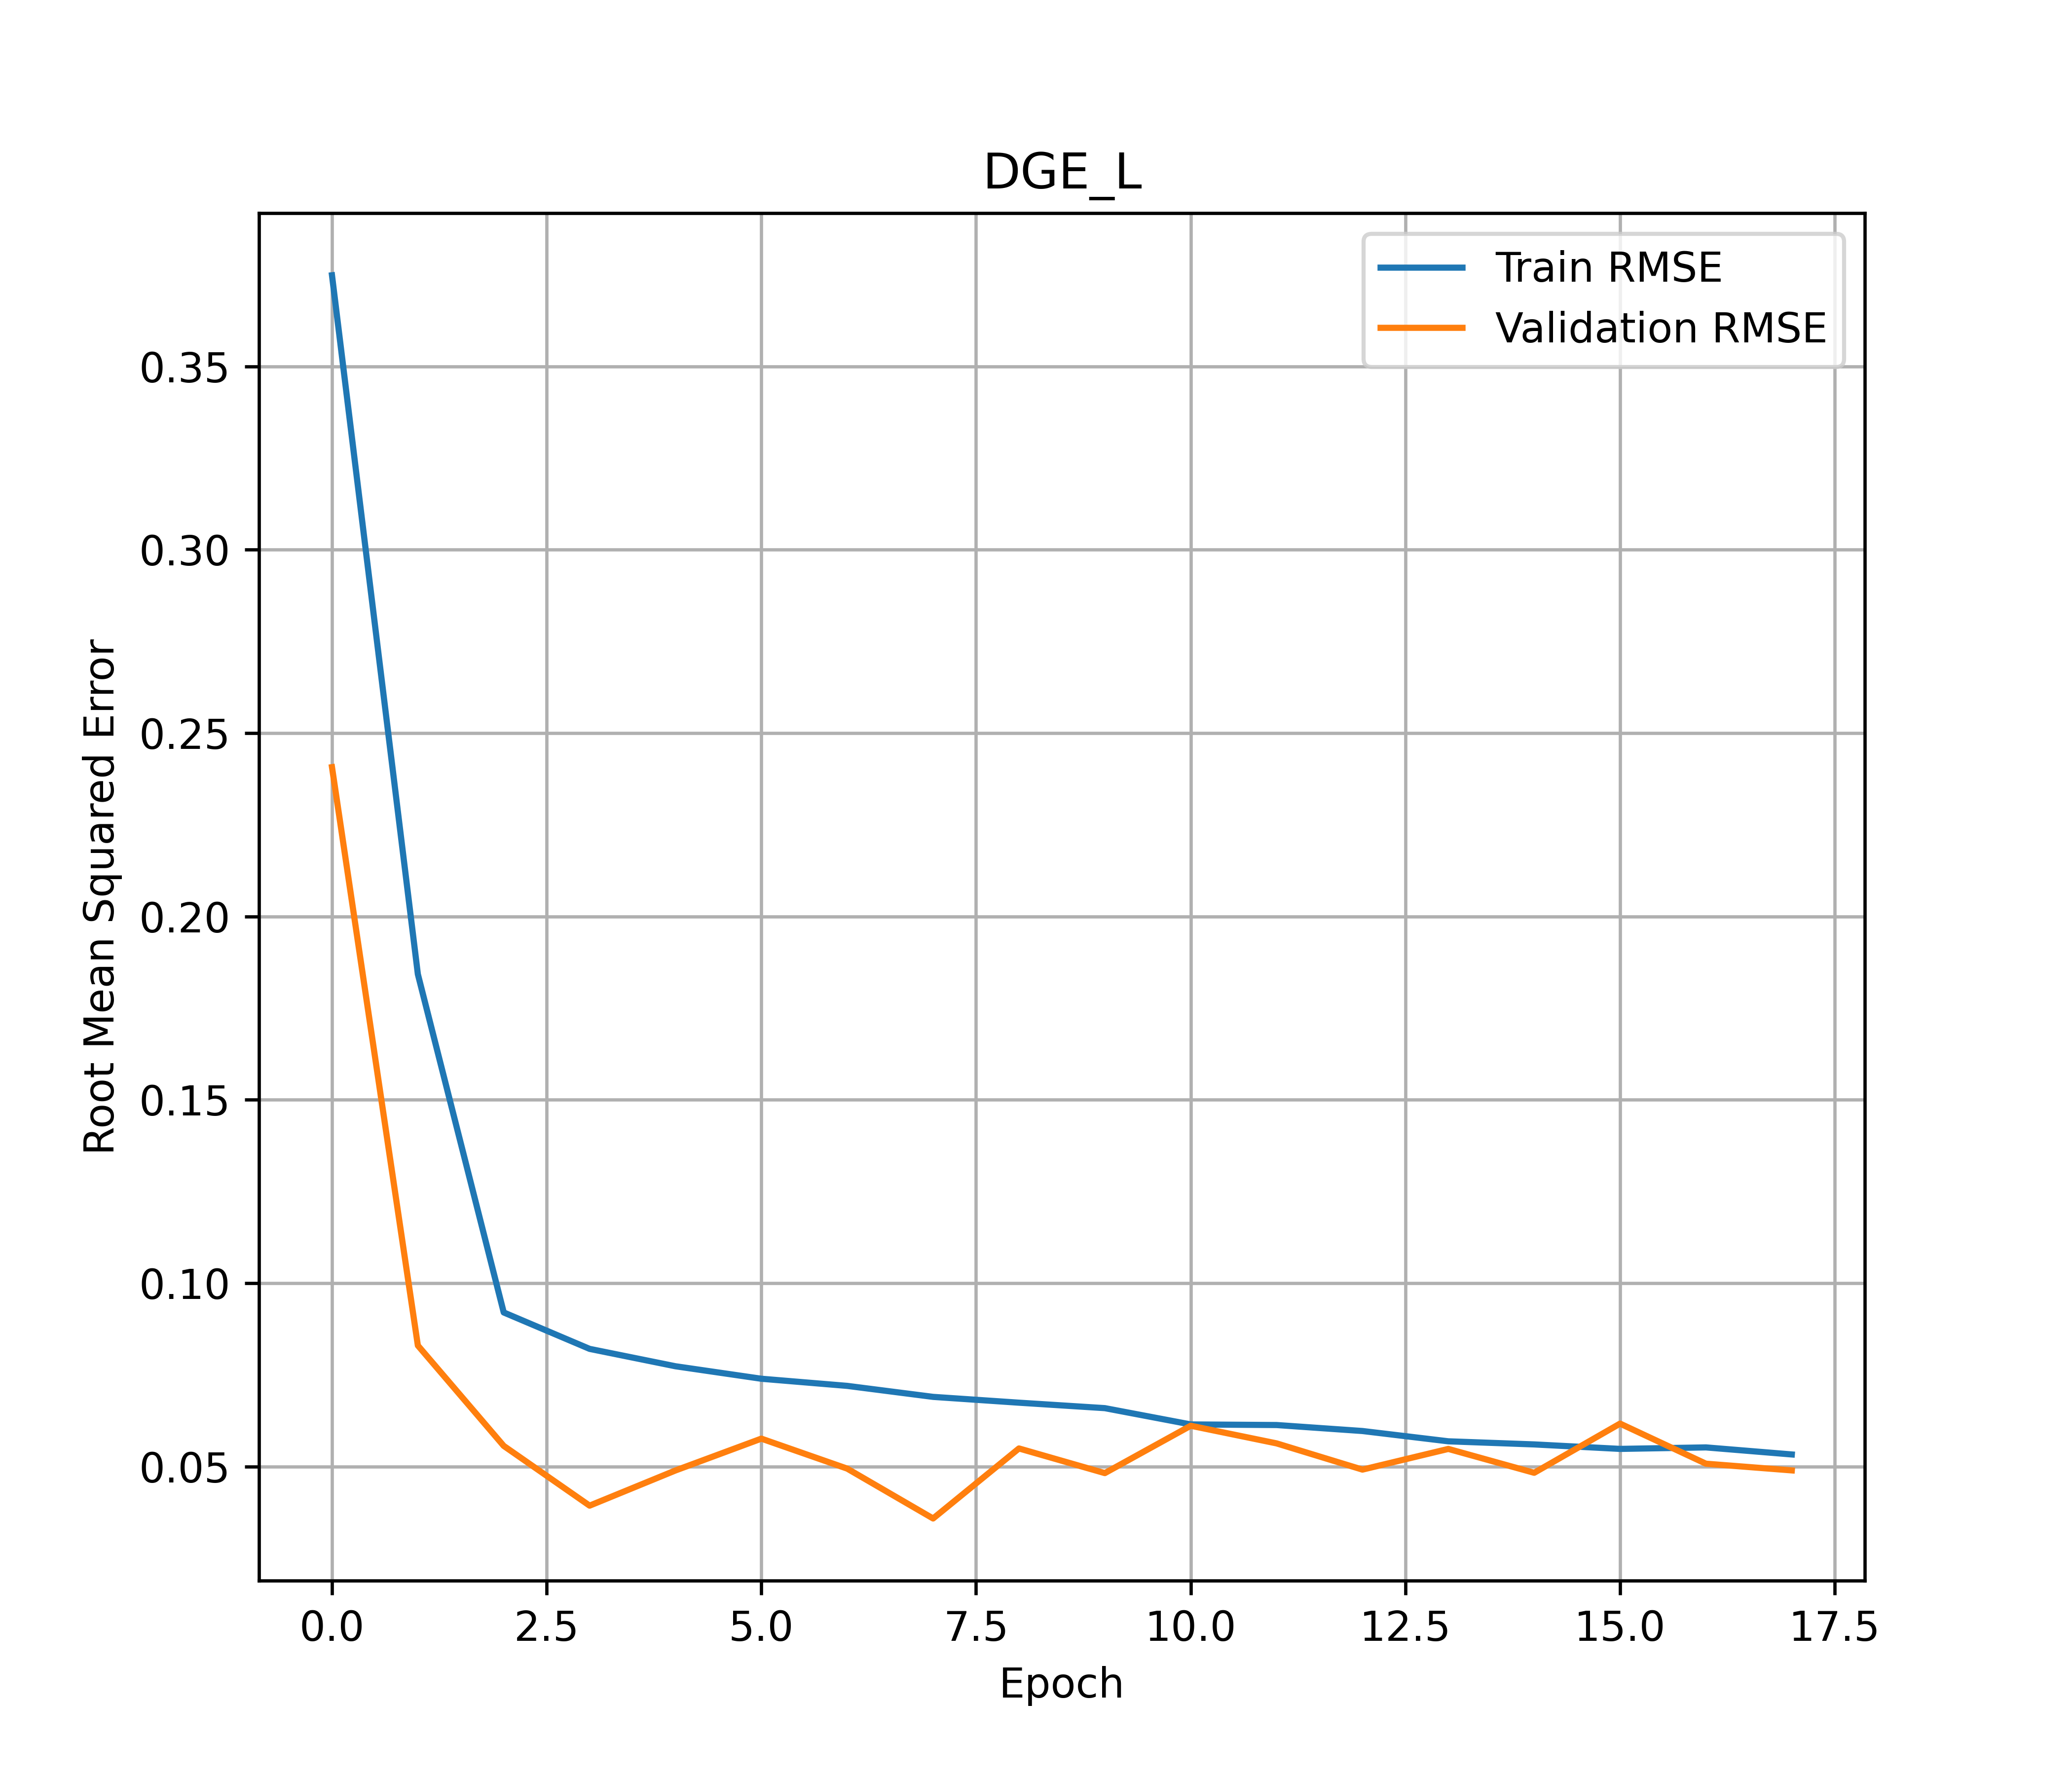 DGE_L
Train RMSE
Validation RMSE
Root Mean Squared Error
0.35
0.30
0.25
0.20
0.15
0.10
0.05
0.0 2.5 5.0 7.5 10.0 12.5 15.0 17.5
Epoch